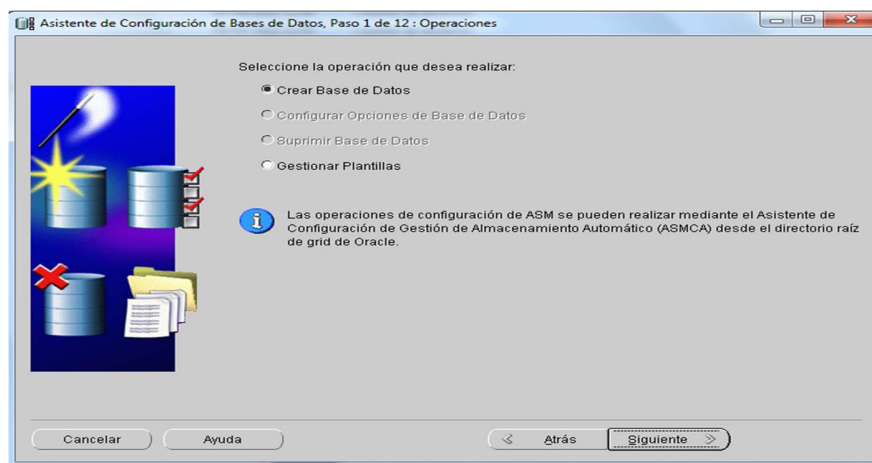 Asistente de Configuración de Bases de Datos, Paso 1 de 12 : Operaciones
Seleccione la operación que desea realizar:
Crear Base de Datos
Configurar Opciones de Base de Datos
Suprimir Base de Datos
Gestionar Plantillas
Las operaciones de configuración de ASM se pueden realizar mediante el Asistente de
Configuración de Gestión de Almacenamiento Automático (ASMCA) desde el directorio raíz
de grid de Oracle.
Cancelar
Ayuda
Atrás
Siguiente